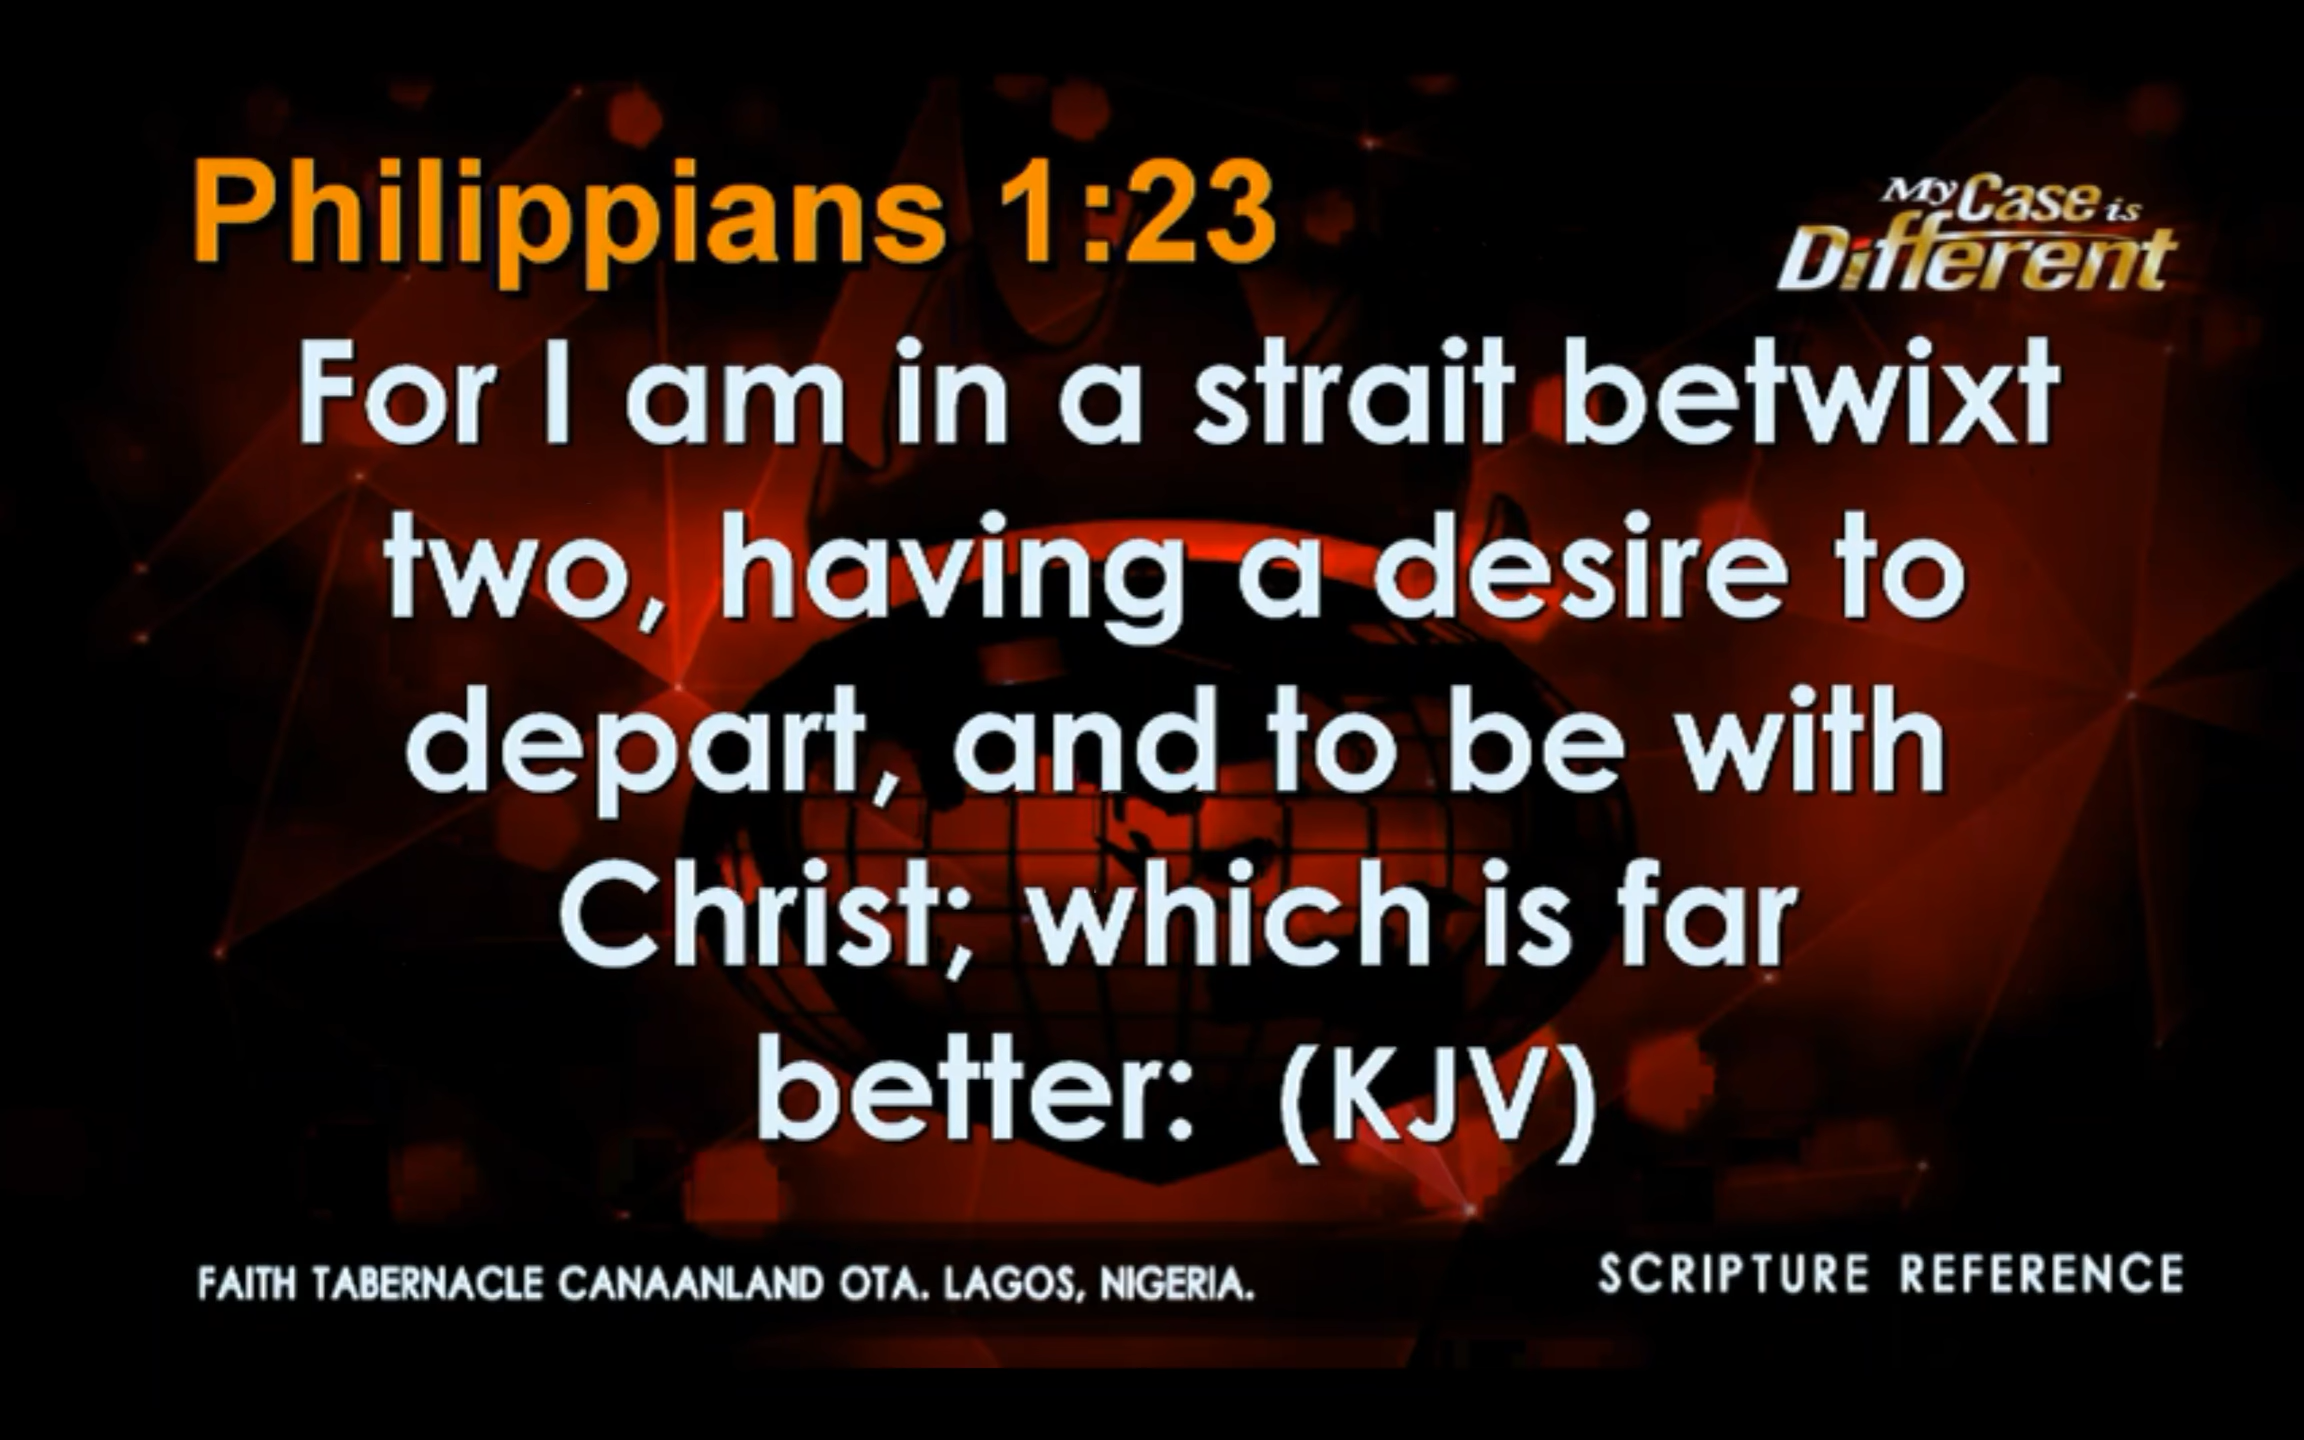 Philippians 1:23
My Case is
Different
For I am in a strait betwixt
two, having a desire to
depart, and to be with
Christ; which is far
better: (KJV)
FAITH TABERNACLE CANAANLAND OTA. LAGOS, NIGERIA.
SCRIPTURE REFERENCE